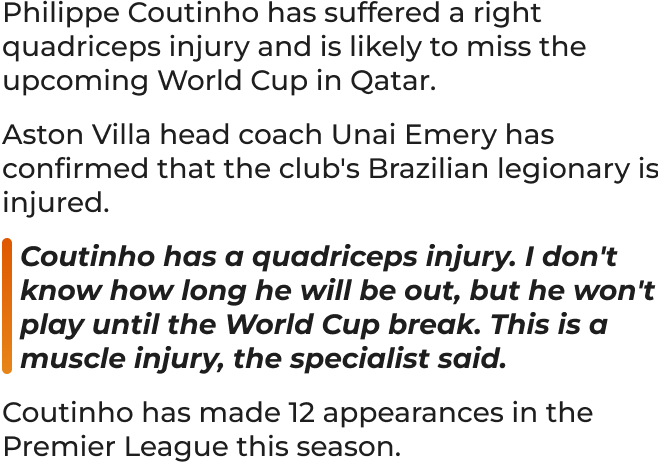 Philippe Coutinho has suffered a right
quadriceps injury and is likely to miss the
upcoming World Cup in Qatar.
Aston Villa head coach Unai Emery has
confirmed that the club's Brazilian legionary is
injured.
Coutinho has a quadriceps injury. I don't
know how long he will be out, but he won't
play until the World Cup break. This is a
muscle injury, the specialist said.
Coutinho has made 12 appearances in the
Premier League this season.